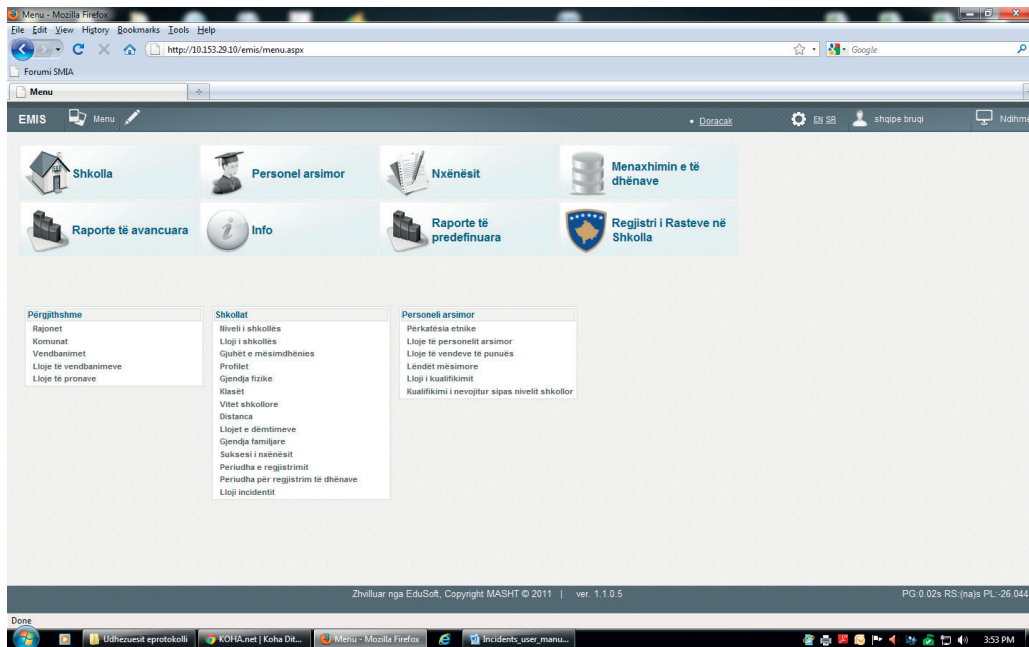 Menu - Mozilla Firefox
File Edit View History Bookmarks Tools Help
http://10.153.29.10/emis/menu.aspx
Google
Forumi SMIA
Menu
EMIS Menu Doracak EN SR shqipe bruqi Ndihmë
Shkolla
Personel arsimor
Nxënësit
Menaxhimin e të
dhënave
Raporte të avancuara
Info
Raporte të
predefinuara
Regjistri i Rasteve në
Shkolla
Përgjithshme
Rajonet
Komunat
Vendbanimet
Lloje të vendbanimeve
Lloje të pronave
Shkollat
Niveli i shkollës
Lloji i shkollës
Gjuhët e mësimdhënies
Profilet
Gjendja fizike
Klasët
Vitet shkollore
Distanca
Llojet e dëmtimeve
Gjendja familjare
Suksesi i nxënësit
Periudha e regjistrimit
Periudha për regjistrim të dhënave
Lloji incidentit
Personeli arsimor
Përkatësia etnike
Lloje të personelit arsimor
Lloje të vendeve të punuës
Lëndët mësimore
Lloji i kualifikimit
Kualifikimi i nevojitur sipas nivelit shkollor
Zhvilluar nga EduSoft, Copyright MASHT © 2011 | ver. 1.1.0.5
PG:0.02s RS:(na)s PL:-26.044
Done
Udhezuesit eprotokolli
KOHA.net | Koha Dit...
Menu - Mozilla Firefox
Incidents_user_manu...
3:53 PM